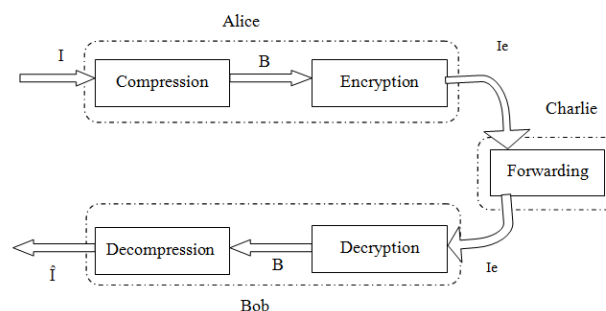 Alice
I
Compression
B
Encryption
Ie
Charlie
Forwarding
Ie
Decryption
B
Decompression
Î
Bob